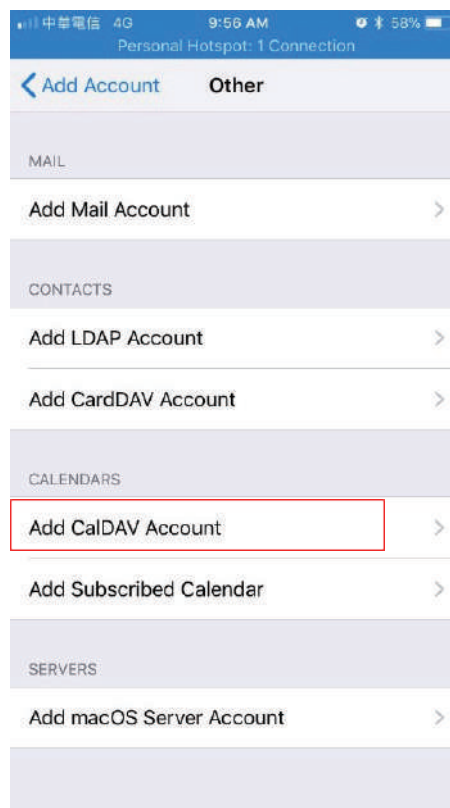 中華電信 4G 9:56 AM 58%
Personal Hotspot: 1 Connection
Add Account Other
MAIL
Add Mail Account
CONTACTS
Add LDAP Account
Add CardDAV Account
CALENDARS
Add CalDAV Account
Add Subscribed Calendar
SERVERS
Add macOS Server Account